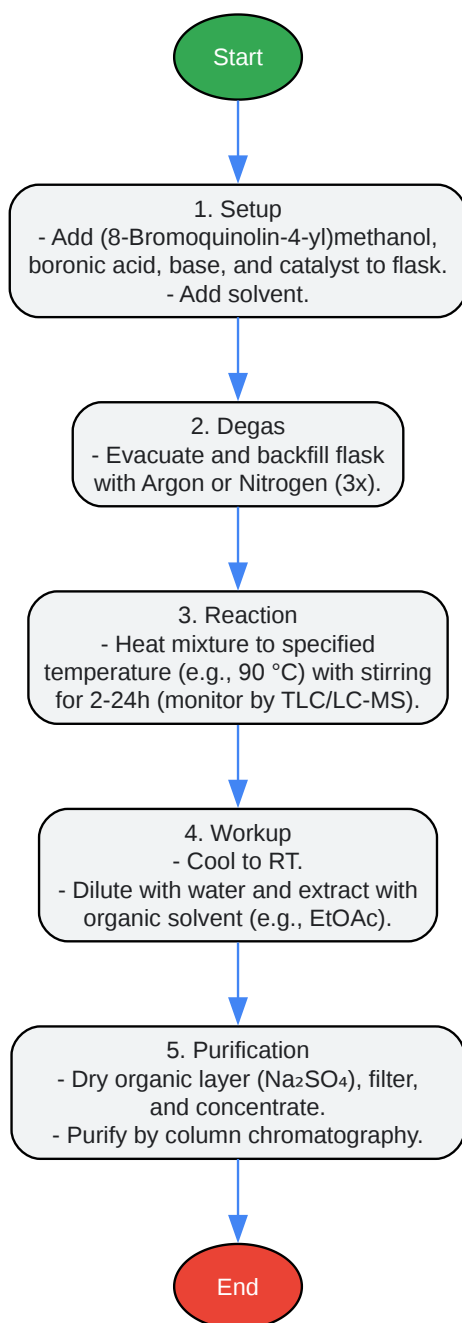 Start
1. Setup
- Add (8-Bromoquinolin-4-yl)methanol,
boronic acid, base, and catalyst to flask.
- Add solvent.
2. Degas
- Evacuate and backfill flask
with Argon or Nitrogen (3x).
3. Reaction
- Heat mixture to specified
temperature (e.g., 90 °C) with stirring
for 2-24h (monitor by TLC/LC-MS).
4. Workup
- Cool to RT.
- Dilute with water and extract with
organic solvent (e.g., EtOAc).
5. Purification
- Dry organic layer (Na₂SO₄), filter,
and concentrate.
- Purify by column chromatography.
End